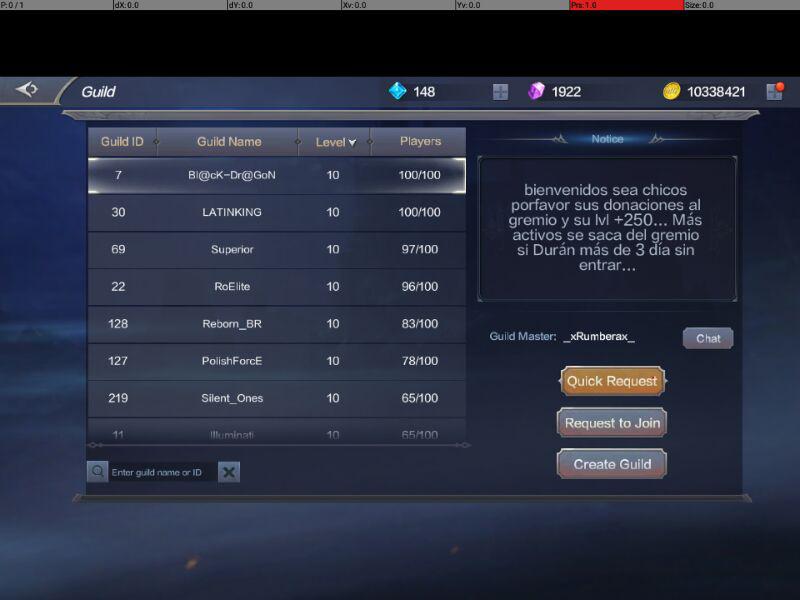 P: 0 / 1 dX: 0.0 dY: 0.0 Xv: 0.0 Yv: 0.0 Prs: 1.0 Size: 0.0
Guild 148 1922 10338421
Guild ID Guild Name Level Players
7 Bl@cK-Dr@GoN 10 100/100
30 LATINKING 10 100/100
69 Superior 10 97/100
22 RoElite 10 96/100
128 Reborn_BR 10 83/100
127 PolishForcE 10 78/100
219 Silent_Ones 10 65/100
11 Illuminati 10 65/100
Enter guild name or ID
Notice
bienvenidos sea chicos
porfavor sus donaciones al
gremio y su lvl +250... Más
activos se saca del gremio
si Durán más de 3 día sin
entrar...
Guild Master: _xRumberax_ Chat
Quick Request
Request to Join
Create Guild